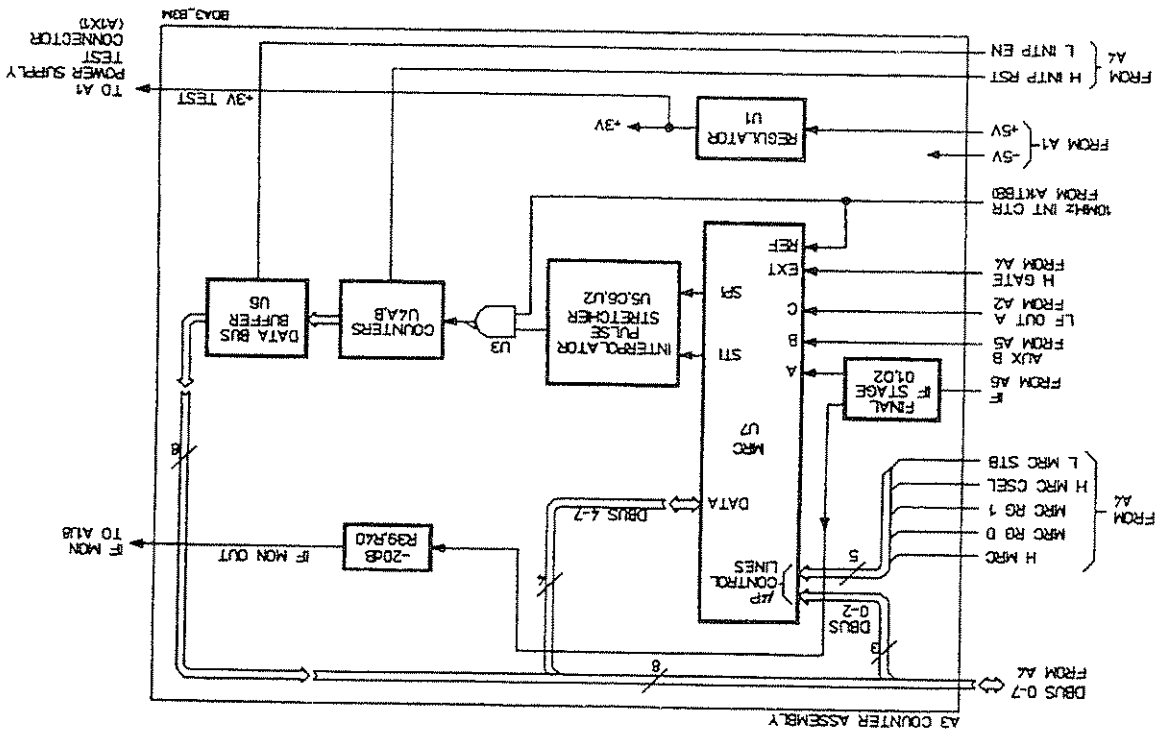 A3 COUNTER ASSEMBLY
DBUS 0-7
FROM A4
3
8
DBUS
0-2
µP
CONTROL
LINES
5
H MRC
MRC RG 0
MRC RG 1
H MRC CSEL
L MRC STB
FROM
A4
4
DBUS 4-7
DATA
-20dB
R39,R40
IF MON OUT
IF MON
TO A1U8
8
MRC
U7
IF
FROM A6
FINAL
IF STAGE
Q1,Q2
A
AUX B
FROM A5
B
LF OUT A
FROM A2
C
H GATE
FROM A4
EXT
REF
STI
SPI
INTERPOLATOR
PULSE
STRETCHER
U5,C6,U2
U3
COUNTERS
U4A,B
DATA BUS
BUFFER
U6
10MHz INT CTR
FROM
-5V
+5V
FROM A1
REGULATOR
U1
+3V
+3V TEST
TO A1
POWER SUPPLY
TEST
CONNECTOR
(A1X1)
H INTP RST
L INTP EN
FROM
A4
BDA3_B3M